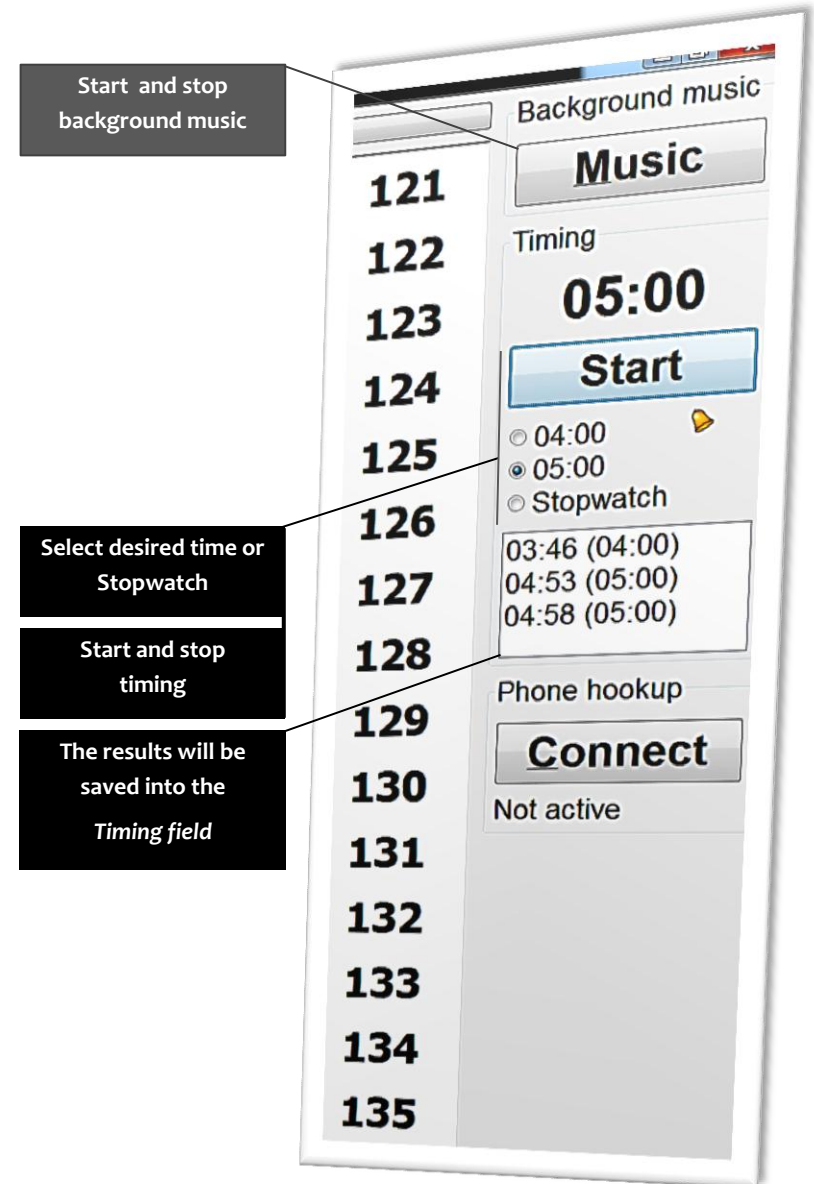 Start and stop
background music
Select desired time or
Stopwatch
Start and stop
timing
The results will be
saved into the
Timing field
Background music
Music
Timing
05:00
Start
04:00
05:00
Stopwatch
03:46 (04:00)
04:53 (05:00)
04:58 (05:00)
Phone hookup
Connect
Not active
121
122
123
124
125
126
127
128
129
130
131
132
133
134
135